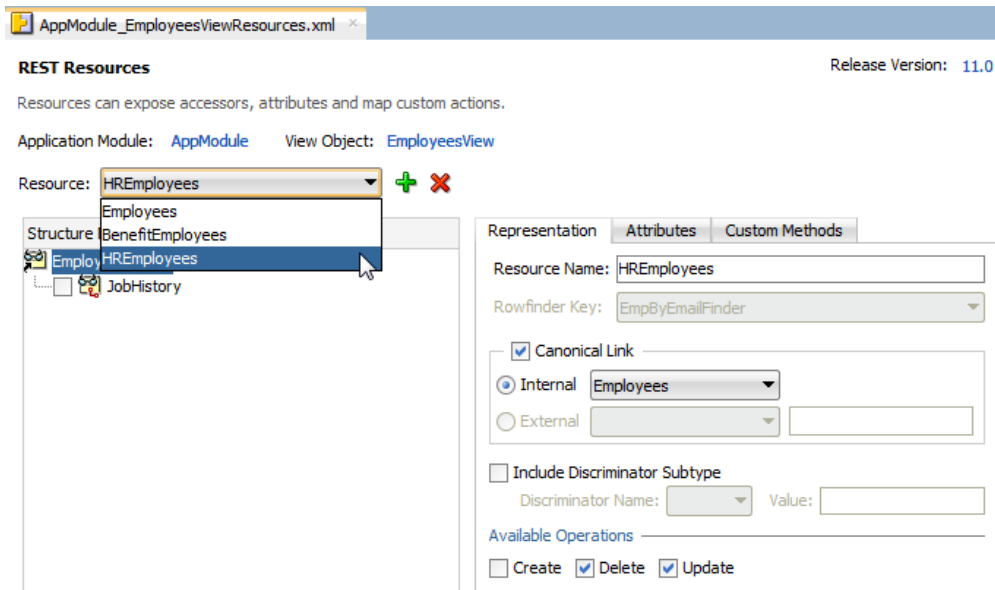 AppModule_EmployeesViewResources.xml
REST Resources
Release Version: 11.0
Resources can expose accessors, attributes and map custom actions.
Application Module: AppModule View Object: EmployeesView
Resource: HREmployees
Employees
BenefitEmployees
HREmployees
Structure
Employ
JobHistory
Representation Attributes Custom Methods
Resource Name: HREmployees
Rowfinder Key: EmpByEmailFinder
Canonical Link
Internal Employees
External
Include Discriminator Subtype
Discriminator Name: Value:
Available Operations
Create Delete Update